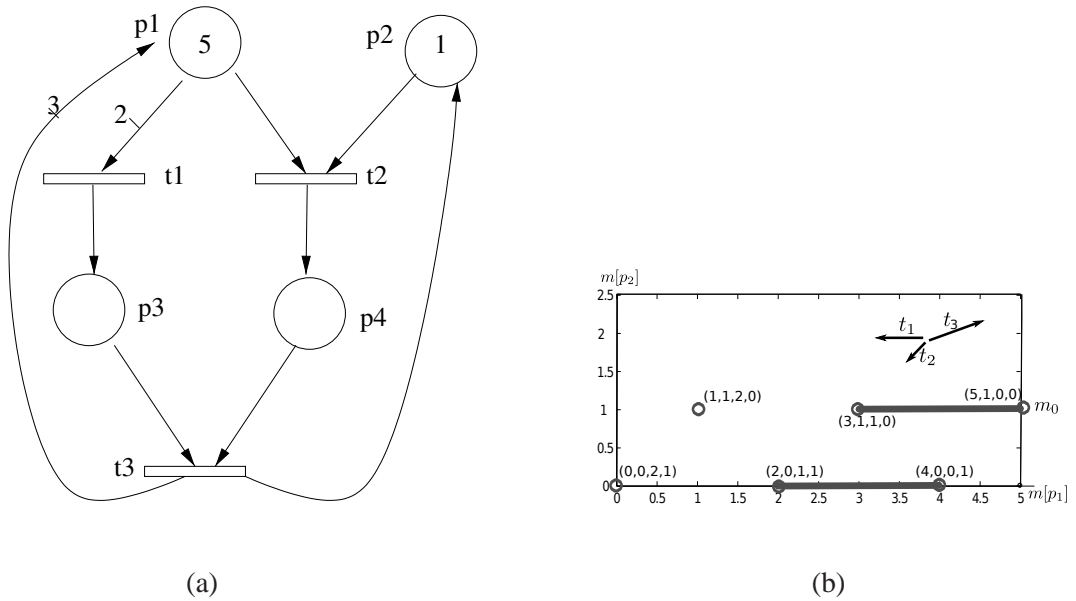 p1
5
p2
1
3
2
t1
t2
p3
p4
t3
(a)
m[p₂]
2.5
2
1.5
1
0.5
0
t₁
t₃
t₂
(1,1,2,0)
(5,1,0,0)
m₀
(3,1,1,0)
(0,0,2,1)
(2,0,1,1)
(4,0,0,1)
0 0.5 1 1.5 2 2.5 3 3.5 4 4.5 5 m[p₁]
(b)